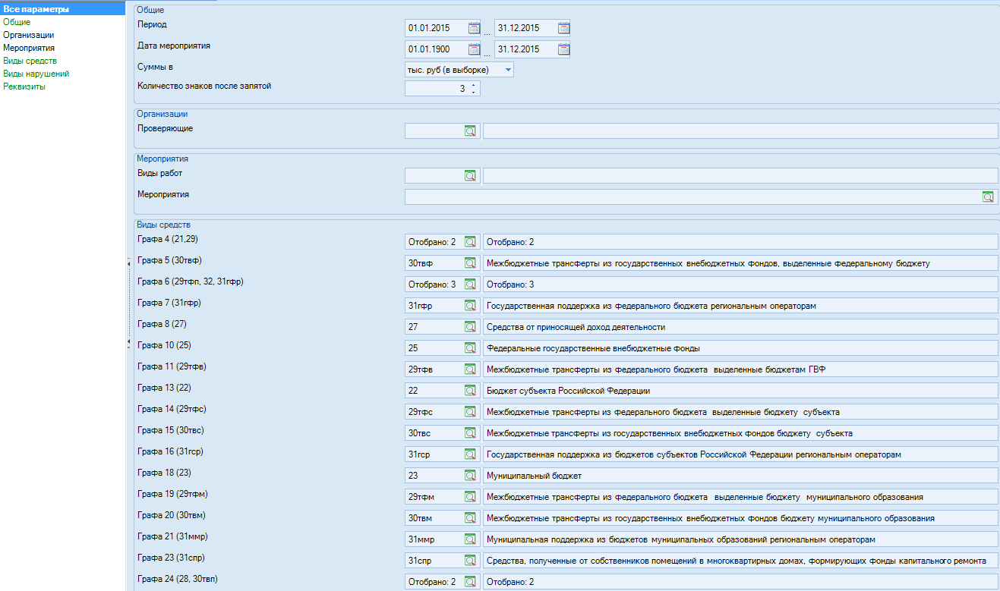 Все параметры
Общие
Организации
Мероприятия
Виды средств
Виды нарушений
Реквизиты
Общие
Период 01.01.2015 ... 31.12.2015
Дата мероприятия 01.01.1900 ... 31.12.2015
Суммы в тыс. руб (в выборке)
Количество знаков после запятой 3
Организации
Проверяющие
Мероприятия
Виды работ
Мероприятия
Виды средств
Графа 4 (21,29) Отобрано: 2 Отобрано: 2
Графа 5 (30твф) 30твф Межбюджетные трансферты из государственных внебюджетных фондов, выделенные федеральному бюджету
Графа 6 (29тфп, 32, 31гфр) Отобрано: 3 Отобрано: 3
Графа 7 (31гфр) 31гфр Государственная поддержка из федерального бюджета региональным операторам
Графа 8 (27) 27 Средства от приносящей доход деятельности
Графа 10 (25) 25 Федеральные государственные внебюджетные фонды
Графа 11 (29тфв) 29тфв Межбюджетные трансферты из федерального бюджета выделенные бюджетам ГВФ
Графа 13 (22) 22 Бюджет субъекта Российской Федерации
Графа 14 (29тфс) 29тфс Межбюджетные трансферты из федерального бюджета выделенные бюджету субъекта
Графа 15 (30твс) 30твс Межбюджетные трансферты из государственных внебюджетных фондов бюджету субъекта
Графа 16 (31гср) 31гср Государственная поддержка из бюджетов субъектов Российской Федерации региональным операторам
Графа 18 (23) 23 Муниципальный бюджет
Графа 19 (29тфм) 29тфм Межбюджетные трансферты из федерального бюджета выделенные бюджету муниципального образования
Графа 20 (30твм) 30твм Межбюджетные трансферты из государственных внебюджетных фондов бюджету муниципального образования
Графа 21 (31ммр) 31ммр Муниципальная поддержка из бюджетов муниципальных образований региональным операторам
Графа 23 (31спр) 31спр Средства, полученные от собственников помещений в многоквартирных домах, формирующих фонды капитального ремонта
Графа 24 (28, 30твп) Отобрано: 2 Отобрано: 2